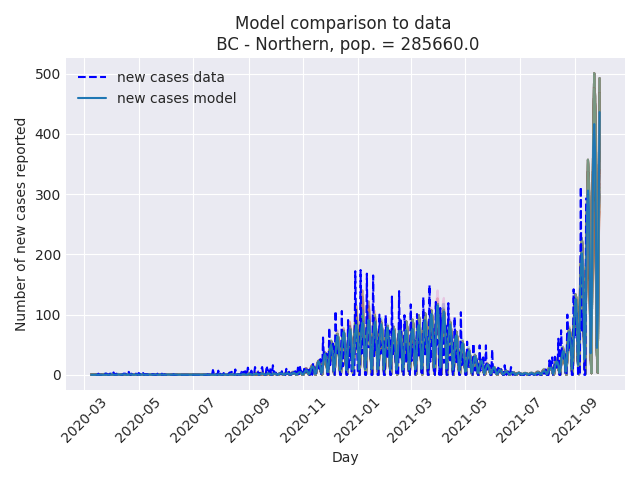 Model comparison to data
BC - Northern, pop. = 285660.0
new cases data
new cases model
Number of new cases reported
500
400
300
200
100
0
2020-03
2020-05
2020-07
2020-09
2020-11
2021-01
2021-03
2021-05
2021-07
2021-09
Day